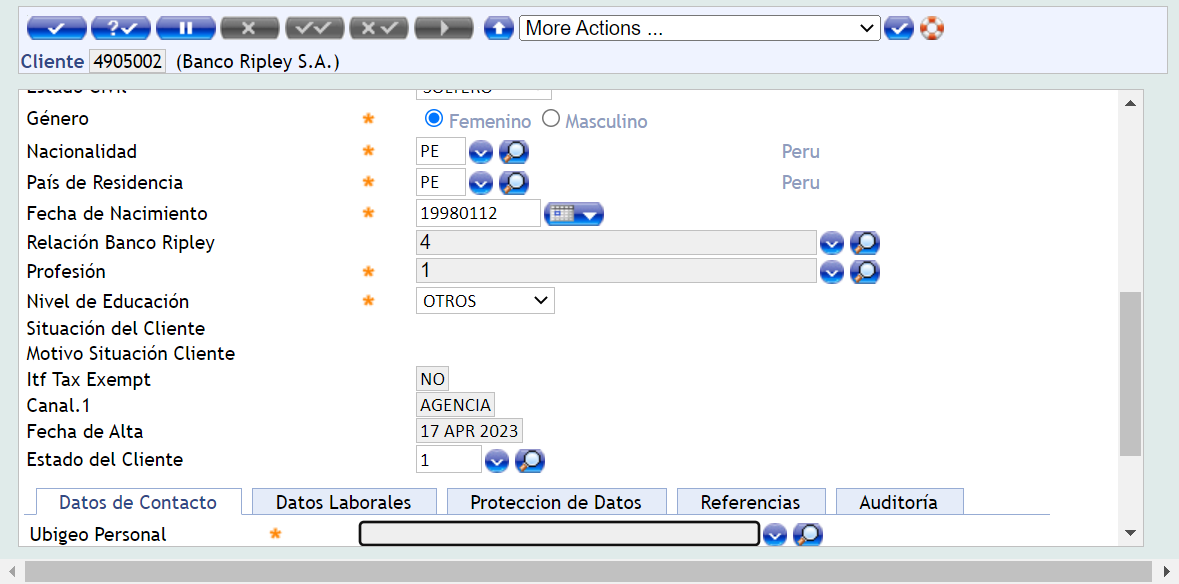 More Actions ...
Cliente 4905002 (Banco Ripley S.A.)
Estado Civil SOLTERO
Género Femenino Masculino
Nacionalidad PE Peru
País de Residencia PE Peru
Fecha de Nacimiento 19980112
Relación Banco Ripley 4
Profesión 1
Nivel de Educación OTROS
Situación del Cliente
Motivo Situación Cliente
Itf Tax Exempt NO
Canal.1 AGENCIA
Fecha de Alta 17 APR 2023
Estado del Cliente 1
Datos de Contacto Datos Laborales Proteccion de Datos Referencias Auditoría
Ubigeo Personal